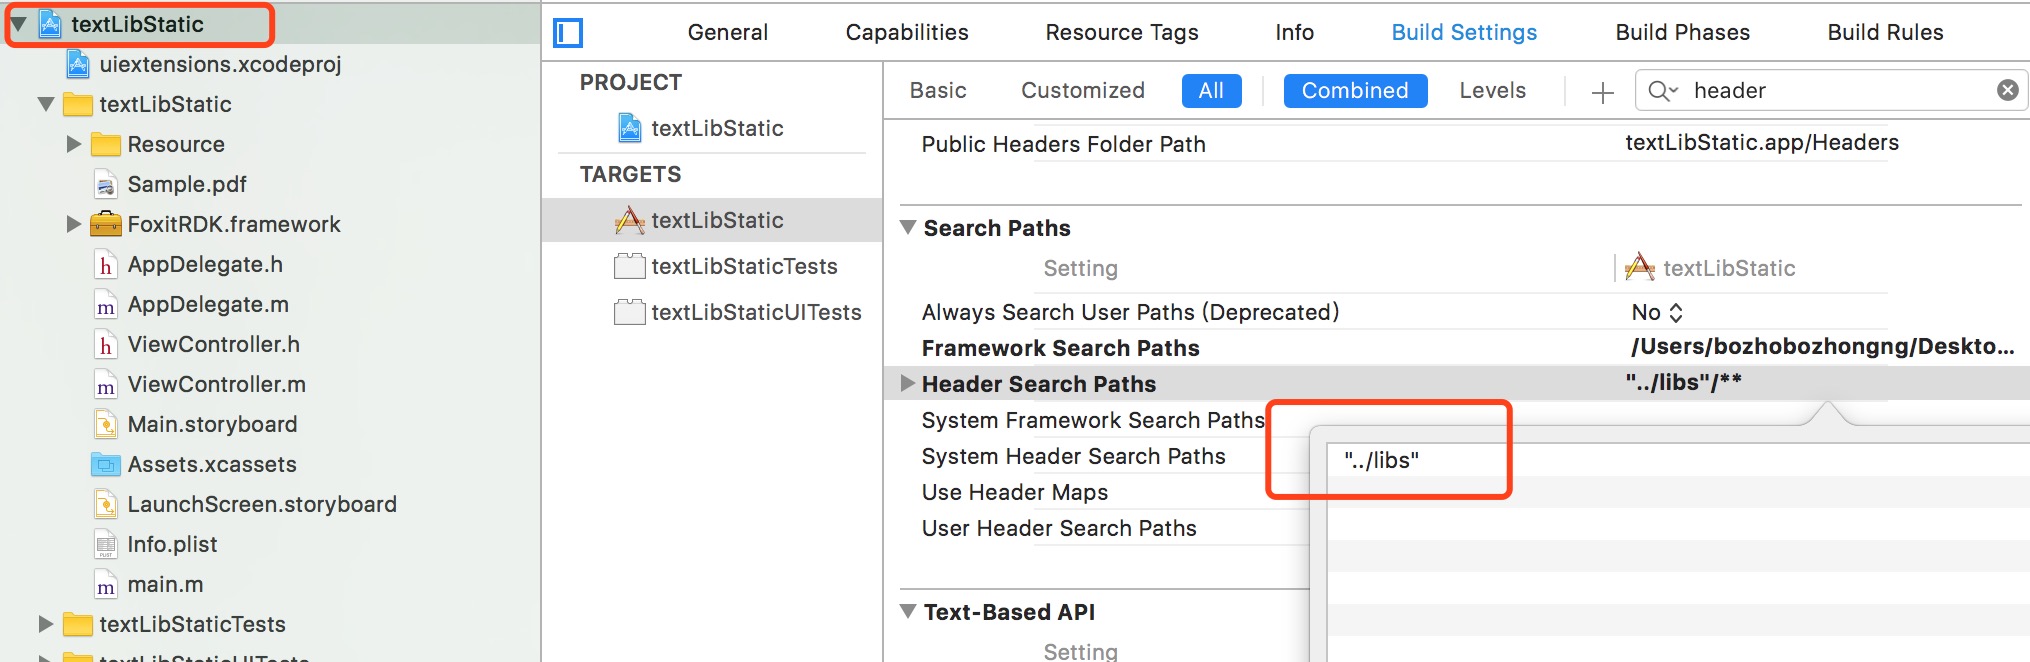 textLibStatic
uiextensions.xcodeproj
textLibStatic
Resource
Sample.pdf
FoxitRDK.framework
AppDelegate.h
AppDelegate.m
ViewController.h
ViewController.m
Main.storyboard
Assets.xcassets
LaunchScreen.storyboard
Info.plist
main.m
textLibStaticTests
textLibStaticUITests
General Capabilities Resource Tags Info Build Settings Build Phases Build Rules
PROJECT
textLibStatic
TARGETS
textLibStatic
textLibStaticTests
textLibStaticUITests
Basic Customized All Combined Levels + header
Public Headers Folder Path textLibStatic.app/Headers
Search Paths
Setting textLibStatic
Always Search User Paths (Deprecated) No
Framework Search Paths /Users/bozhobozhongng/Deskto...
Header Search Paths "../libs"/**
System Framework Search Paths
System Header Search Paths
Use Header Maps
User Header Search Paths
"../libs"
Text-Based API
Setting